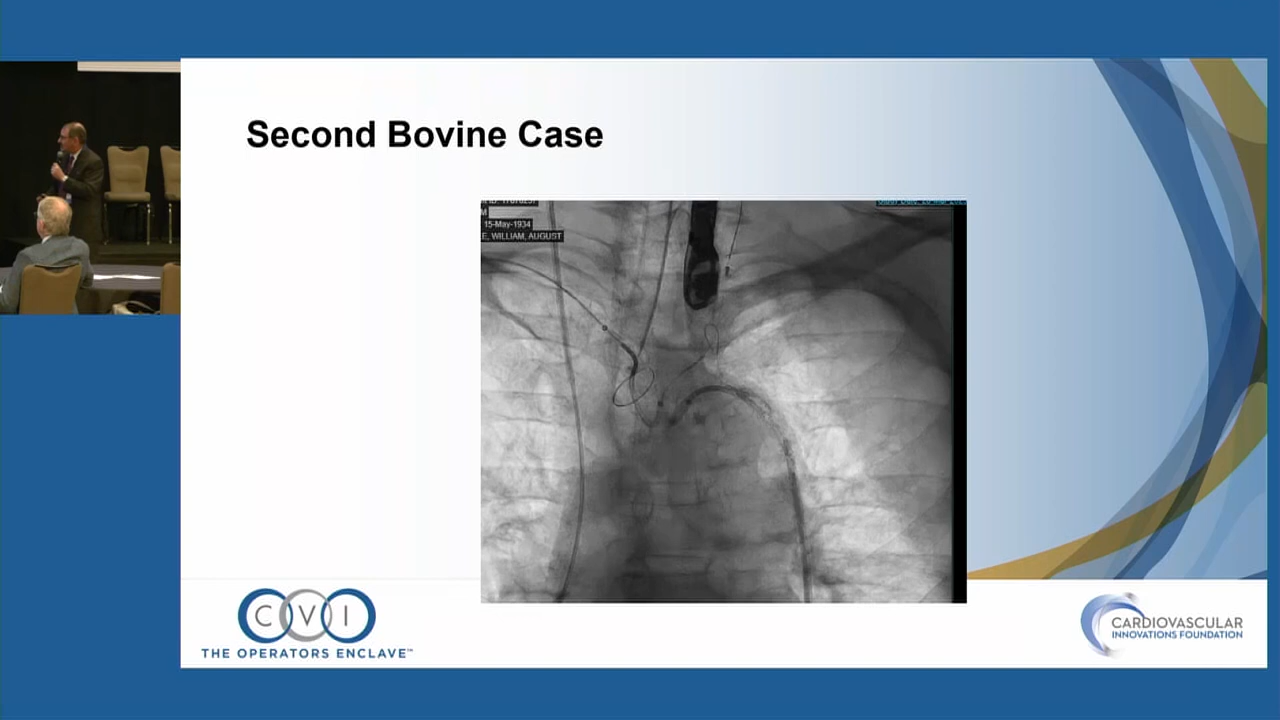 Second Bovine Case
M
15-May-1934
E, WILLIAM, AUGUST
C V I
THE OPERATORS ENCLAVE™
CARDIOVASCULAR
INNOVATIONS FOUNDATION